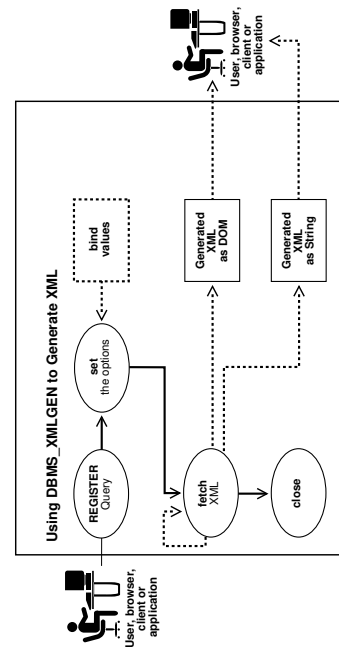 Using DBMS_XMLGEN to Generate XML
User, browser,
client or
application
REGISTER
Query
set
the options
bind
values
fetch
XML
close
Generated
XML
as DOM
Generated
XML
as String
User, browser,
client or
application